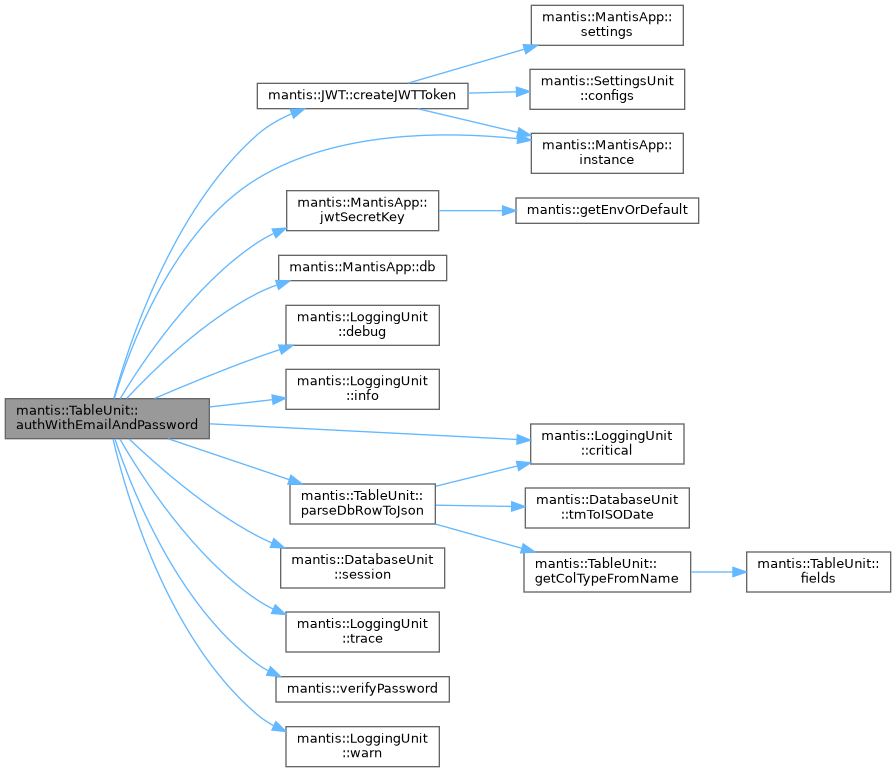 mantis::MantisApp::
settings
mantis::JWT::createJWTToken
mantis::SettingsUnit
::configs
mantis::MantisApp::
instance
mantis::MantisApp::
jwtSecretKey
mantis::getEnvOrDefault
mantis::MantisApp::db
mantis::LoggingUnit
::debug
mantis::LoggingUnit
::info
mantis::TableUnit::
authWithEmailAndPassword
mantis::LoggingUnit
::critical
mantis::TableUnit::
parseDbRowToJson
mantis::DatabaseUnit
::tmToISODate
mantis::DatabaseUnit
::session
mantis::TableUnit::
getColTypeFromName
mantis::TableUnit::
fields
mantis::LoggingUnit
::trace
mantis::verifyPassword
mantis::LoggingUnit
::warn